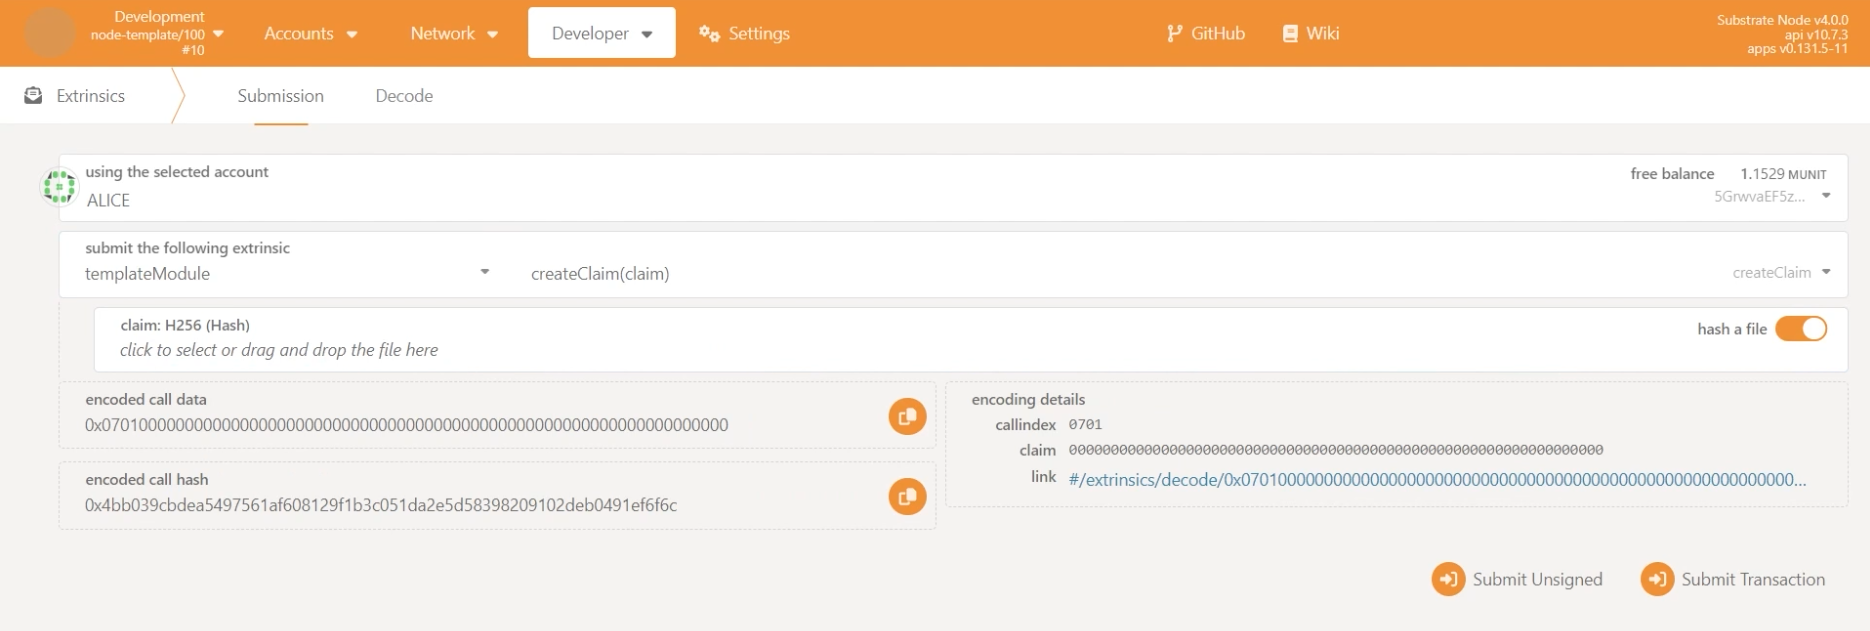 Development
node-template/100
#10
Accounts
Network
Developer
Settings
GitHub
Wiki
Substrate Node v4.0.0
api v10.7.3
apps v0.131.5-11
Extrinsics
Submission
Decode
using the selected account
ALICE
free balance 1.1529 MUNIT
5GrwvaEF5z...
submit the following extrinsic
templateModule
createClaim(claim)
createClaim
claim: H256 (Hash)
click to select or drag and drop the file here
hash a file
encoded call data
0x07010000000000000000000000000000000000000000000000000000000000000000
encoded call hash
0x4bb039cbdea5497561af608129f1b3c051da2e5d58398209102deb0491ef6f6c
encoding details
callindex 0701
claim 0000000000000000000000000000000000000000000000000000000000000000
link #/extrinsics/decode/0x07010000000000000000000000000000000000000000000000000000000000...
Submit Unsigned
Submit Transaction